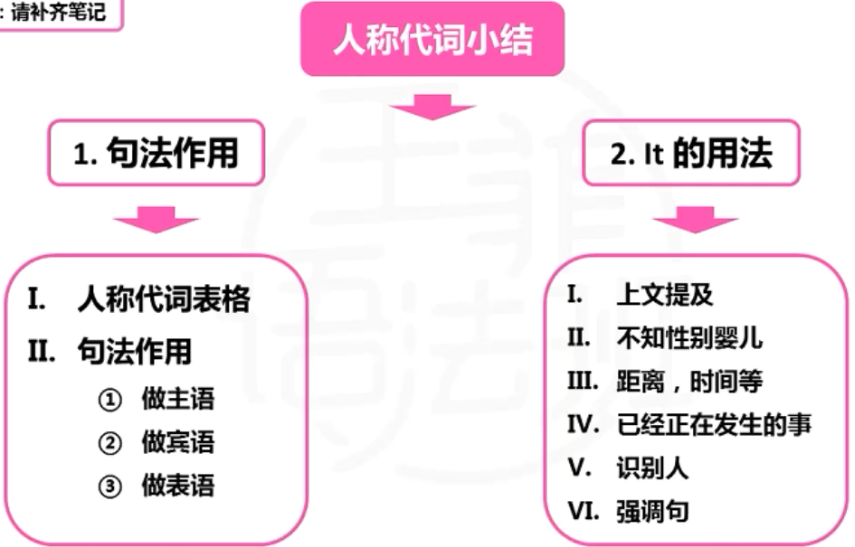 ：请补齐笔记
人称代词小结
1. 句法作用
I. 人称代词表格
II. 句法作用
① 做主语
② 做宾语
③ 做表语
2. It 的用法
I. 上文提及
II. 不知性别婴儿
III. 距离，时间等
IV. 已经正在发生的事
V. 识别人
VI. 强调句